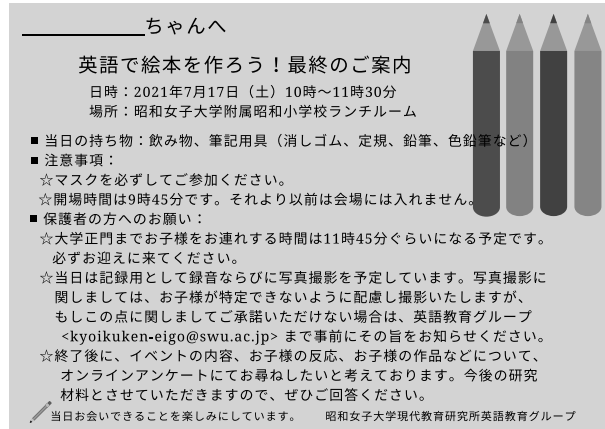 ちゃんへ
英語で絵本を作ろう！最終のご案内
日時：2021年7月17日（土）10時～11時30分
場所：昭和女子大学附属昭和小学校ランチルーム
■ 当日の持ち物：飲み物、筆記用具（消しゴム、定規、鉛筆、色鉛筆など）
■ 注意事項：
☆マスクを必ずしてご参加ください。
☆開場時間は9時45分です。それより以前は会場には入れません。
■ 保護者の方へのお願い：
☆大学正門までお子様をお連れする時間は11時45分ぐらいになる予定です。
必ずお迎えに来てください。
☆当日は記録用として録音ならびに写真撮影を予定しています。写真撮影に
関しましては、お子様が特定できないように配慮し撮影いたしますが、
もしこの点に関しましてご承諾いただけない場合は、英語教育グループ
<kyoikuken-eigo@swu.ac.jp> まで事前にその旨をお知らせください。
☆終了後に、イベントの内容、お子様の反応、お子様の作品などについて、
オンラインアンケートにてお尋ねしたいと考えております。今後の研究
材料とさせていただきますので、ぜひご回答ください。
当日お会いできることを楽しみにしています。 昭和女子大学現代教育研究所英語教育グループ